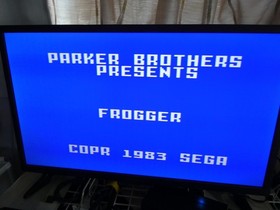 PARKER BROTHERS
PRESENTS
FROGGER
COPR 1983 SEGA